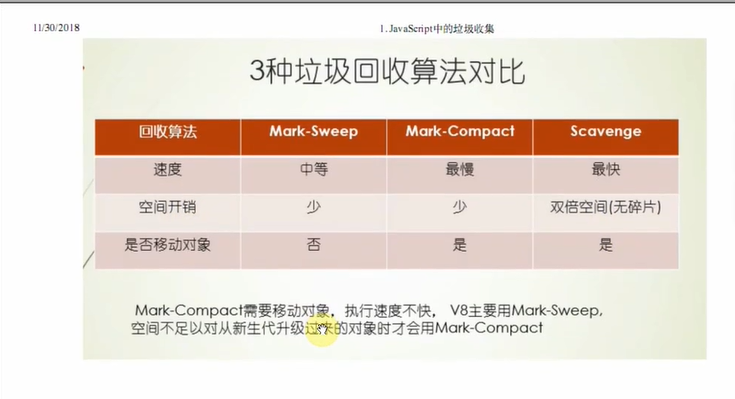 11/30/2018
1. JavaScript中的垃圾收集
3种垃圾回收算法对比
回收算法 Mark-Sweep Mark-Compact Scavenge
速度 中等 最慢 最快
空间开销 少 少 双倍空间(无碎片)
是否移动对象 否 是 是
Mark-Compact需要移动对象，执行速度不快， V8主要用Mark-Sweep,
空间不足以对从新生代升级过来的对象时才会用Mark-Compact